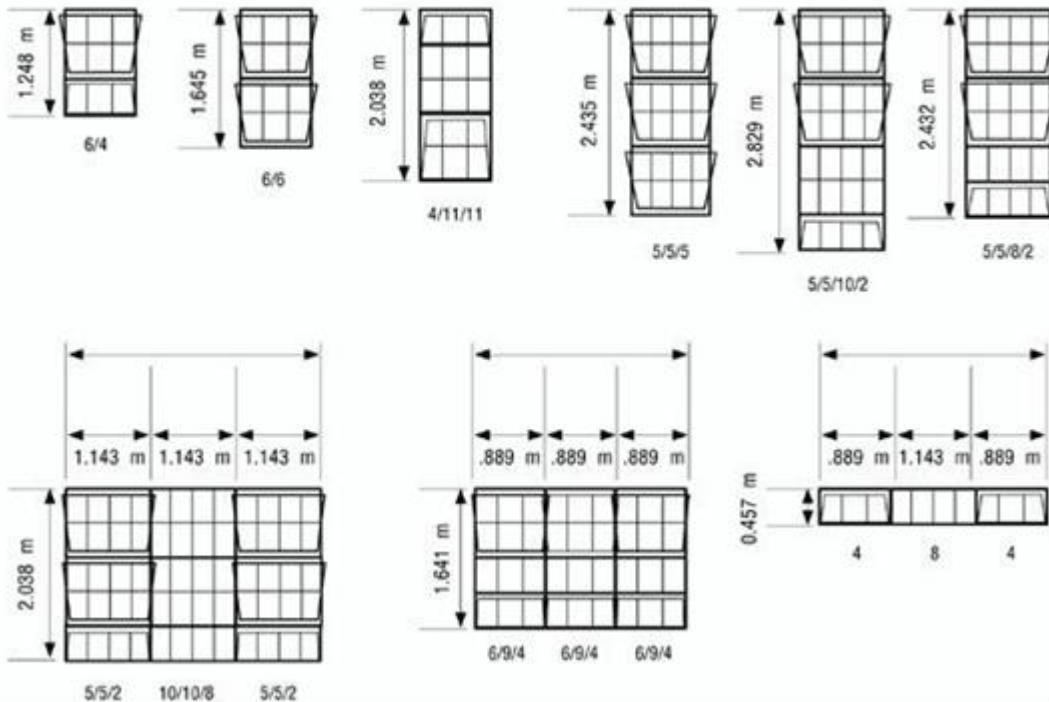 1.248 m
6/4
1.645 m
6/6
2.038 m
4/11/11
2.435 m
5/5/5
2.829 m
5/5/10/2
2.432 m
5/5/8/2
1.143 m 1.143 m 1.143 m
2.038 m
5/5/2 10/10/8 5/5/2
.889 m .889 m .889 m
1.641 m
6/9/4 6/9/4 6/9/4
.889 m 1.143 m .889 m
0.457 m
4 8 4